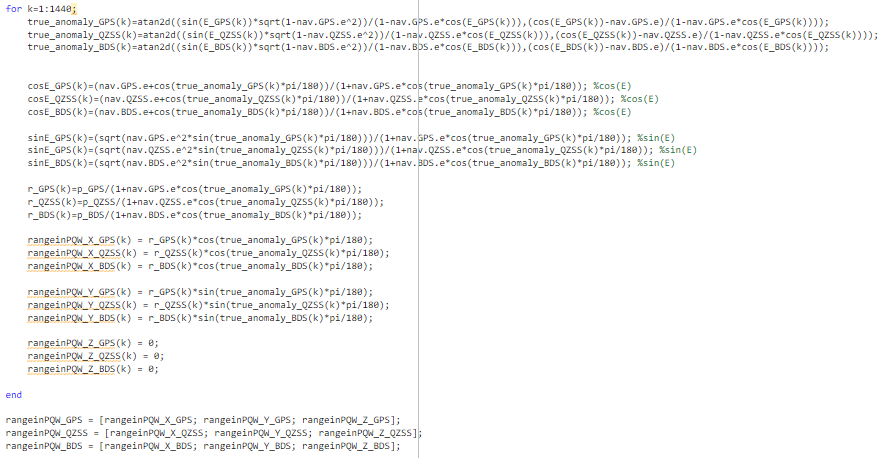 for k=1:1440;
true_anomaly_GPS(k)=atan2d((sin(E_GPS(k))*sqrt(1-nav.GPS.e^2))/(1-nav.GPS.e*cos(E_GPS(k))),(cos(E_GPS(k))-nav.GPS.e)/(1-nav.GPS.e*cos(E_GPS(k))));
true_anomaly_QZSS(k)=atan2d((sin(E_QZSS(k))*sqrt(1-nav.QZSS.e^2))/(1-nav.QZSS.e*cos(E_QZSS(k))),(cos(E_QZSS(k))-nav.QZSS.e)/(1-nav.QZSS.e*cos(E_QZSS(k))));
true_anomaly_BDS(k)=atan2d((sin(E_BDS(k))*sqrt(1-nav.BDS.e^2))/(1-nav.BDS.e*cos(E_BDS(k))),(cos(E_BDS(k))-nav.BDS.e)/(1-nav.BDS.e*cos(E_BDS(k))));
cosE_GPS(k)=(nav.GPS.e+cos(true_anomaly_GPS(k)*pi/180))/(1+nav.GPS.e*cos(true_anomaly_GPS(k)*pi/180)); %cos(E)
cosE_QZSS(k)=(nav.QZSS.e+cos(true_anomaly_QZSS(k)*pi/180))/(1+nav.QZSS.e*cos(true_anomaly_QZSS(k)*pi/180)); %cos(E)
cosE_BDS(k)=(nav.BDS.e+cos(true_anomaly_BDS(k)*pi/180))/(1+nav.BDS.e*cos(true_anomaly_BDS(k)*pi/180)); %cos(E)
sinE_GPS(k)=(sqrt(nav.GPS.e^2*sin(true_anomaly_GPS(k)*pi/180)))/(1+nav.GPS.e*cos(true_anomaly_GPS(k)*pi/180)); %sin(E)
sinE_GPS(k)=(sqrt(nav.QZSS.e^2*sin(true_anomaly_QZSS(k)*pi/180)))/(1+nav.QZSS.e*cos(true_anomaly_QZSS(k)*pi/180)); %sin(E)
sinE_BDS(k)=(sqrt(nav.BDS.e^2*sin(true_anomaly_BDS(k)*pi/180)))/(1+nav.BDS.e*cos(true_anomaly_BDS(k)*pi/180)); %sin(E)
r_GPS(k)=p_GPS/(1+nav.GPS.e*cos(true_anomaly_GPS(k)*pi/180));
r_QZSS(k)=p_QZSS/(1+nav.QZSS.e*cos(true_anomaly_QZSS(k)*pi/180));
r_BDS(k)=p_BDS/(1+nav.BDS.e*cos(true_anomaly_BDS(k)*pi/180));
rangeinPQW_X_GPS(k) = r_GPS(k)*cos(true_anomaly_GPS(k)*pi/180);
rangeinPQW_X_QZSS(k) = r_QZSS(k)*cos(true_anomaly_QZSS(k)*pi/180);
rangeinPQW_X_BDS(k) = r_BDS(k)*cos(true_anomaly_BDS(k)*pi/180);
rangeinPQW_Y_GPS(k) = r_GPS(k)*sin(true_anomaly_GPS(k)*pi/180);
rangeinPQW_Y_QZSS(k) = r_QZSS(k)*sin(true_anomaly_QZSS(k)*pi/180);
rangeinPQW_Y_BDS(k) = r_BDS(k)*sin(true_anomaly_BDS(k)*pi/180);
rangeinPQW_Z_GPS(k) = 0;
rangeinPQW_Z_QZSS(k) = 0;
rangeinPQW_Z_BDS(k) = 0;
end
rangeinPQW_GPS = [rangeinPQW_X_GPS; rangeinPQW_Y_GPS; rangeinPQW_Z_GPS];
rangeinPQW_QZSS = [rangeinPQW_X_QZSS; rangeinPQW_Y_QZSS; rangeinPQW_Z_QZSS];
rangeinPQW_BDS = [rangeinPQW_X_BDS; rangeinPQW_Y_BDS; rangeinPQW_Z_BDS];